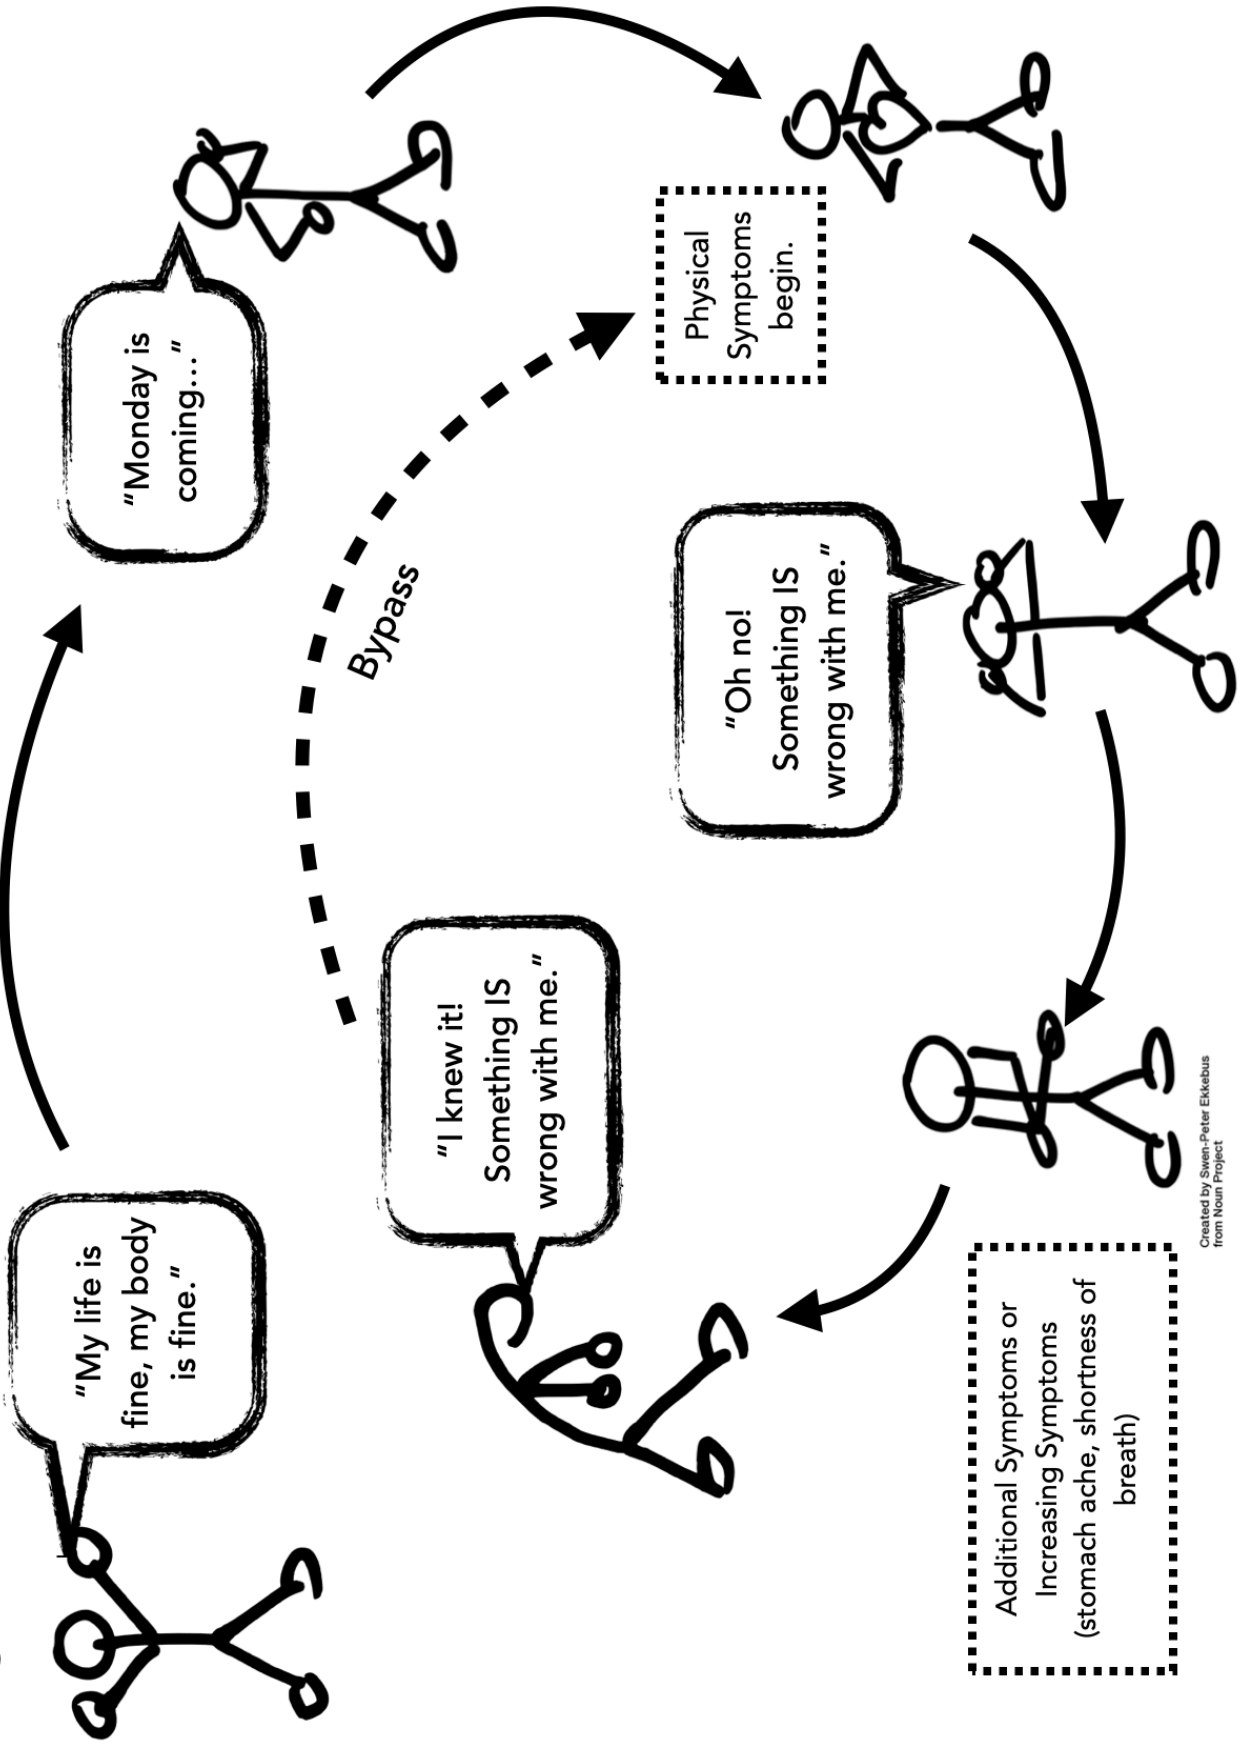 “My life is
fine, my body
is fine.”
“Monday is
coming...”
Physical
Symptoms
begin.
“Oh no!
Something IS
wrong with me.”
Additional Symptoms or
Increasing Symptoms
(stomach ache, shortness of
breath)
“I knew it!
Something IS
wrong with me.”
Bypass
Created by Swen-Peter Ekkebus
from Noun Project